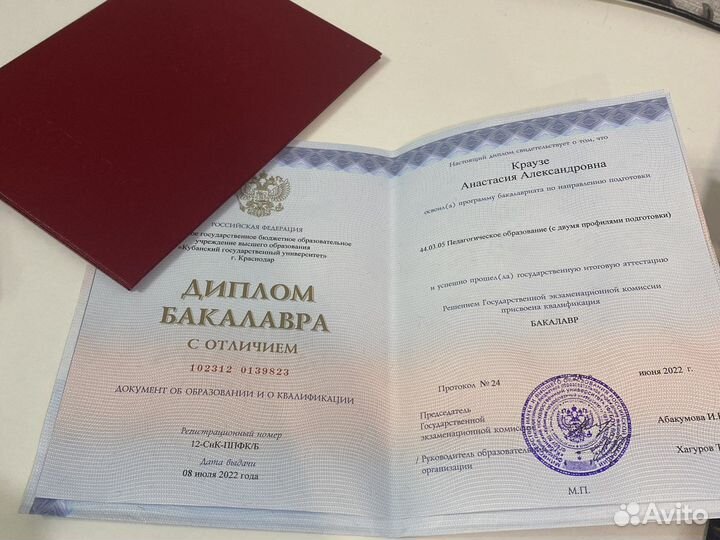 РОССИЙСКАЯ ФЕДЕРАЦИЯ
государственное бюджетное образовательное
учреждение высшего образования
«Кубанский государственный университет»
г. Краснодар
ДИПЛОМ
БАКАЛАВРА
С ОТЛИЧИЕМ
102312 0139823
ДОКУМЕНТ ОБ ОБРАЗОВАНИИ И О КВАЛИФИКАЦИИ
Регистрационный номер
12-СиК-ППФК/Б
Дата выдачи
08 июля 2022 года
Настоящий диплом свидетельствует о том, что
Краузе
Анастасия Александровна
освоил(а) программу бакалавриата по направлению подготовки
44.03.05 Педагогическое образование (с двумя профилями подготовки)
и успешно прошел(ла) государственную итоговую аттестацию
Решением Государственной экзаменационной комиссии
присвоена квалификация
БАКАЛАВР
Протокол № 24
июня 2022 г.
Председатель
Государственной
экзаменационной комиссии
Абакумова И.
/ Руководитель
организации
Хагуров
М.П.
Avito